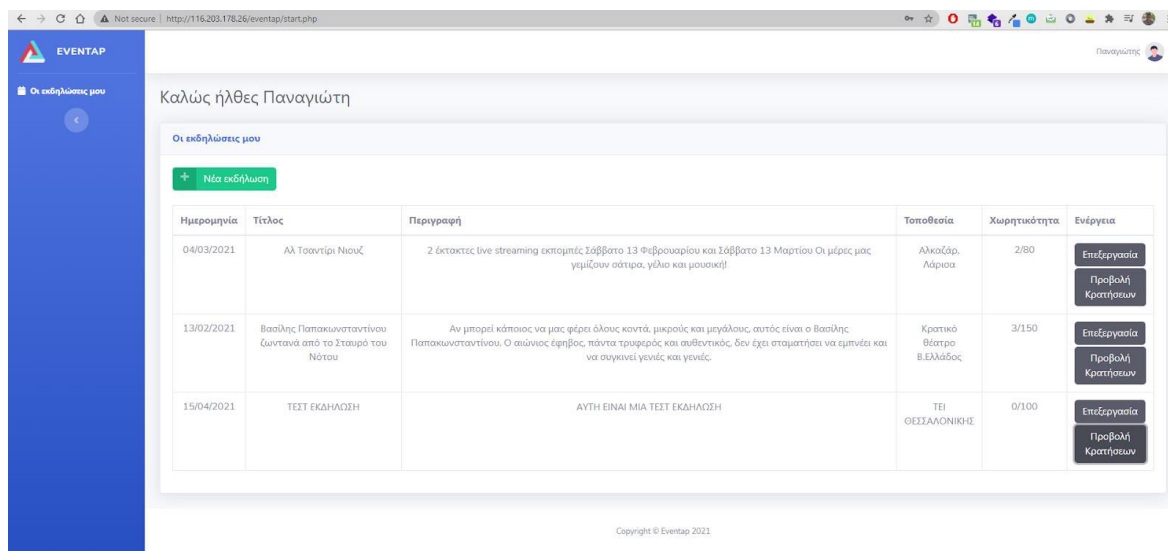 Not secure | http://116.203.178.26/eventap/start.php
EVENTAP
Παναγιώτης
Οι εκδηλώσεις μου
Καλώς ήλθες Παναγιώτη
Οι εκδηλώσεις μου
+ Νέα εκδήλωση
Ημερομηνία Τίτλος Περιγραφή Τοποθεσία Χωρητικότητα Ενέργεια
04/03/2021 Αλ Τσαντίρι Νιουζ 2 έκτακτες live streaming εκπομπές Σάββατο 13 Φεβρουαρίου και Σάββατο 13 Μαρτίου Οι μέρες μας Αλκαζάρ, 2/80 Επεξεργασία
γεμίζουν σάτιρα, γέλιο και μουσική! Λάρισα
Προβολή
Κρατήσεων
13/02/2021 Βασίλης Παπακωνσταντίνου Αν μπορεί κάποιος να μας φέρει όλους κοντά, μικρούς και μεγάλους, αυτός είναι ο Βασίλης Κρατικό 3/150 Επεξεργασία
ζωντανά από το Σταυρό του Παπακωνσταντίνου. Ο αιώνιος έφηβος, πάντα τρυφερός και αυθεντικός, δεν έχει σταματήσει να εμπνέει και θέατρο
Νότου να συγκινεί γενιές και γενιές. Β.Ελλάδος Προβολή
Κρατήσεων
15/04/2021 ΤΕΣΤ ΕΚΔΗΛΩΣΗ ΑΥΤΗ ΕΙΝΑΙ ΜΙΑ ΤΕΣΤ ΕΚΔΗΛΩΣΗ ΤΕΙ 0/100 Επεξεργασία
ΘΕΣΣΑΛΟΝΙΚΗΣ
Προβολή
Κρατήσεων
Copyright © Eventap 2021